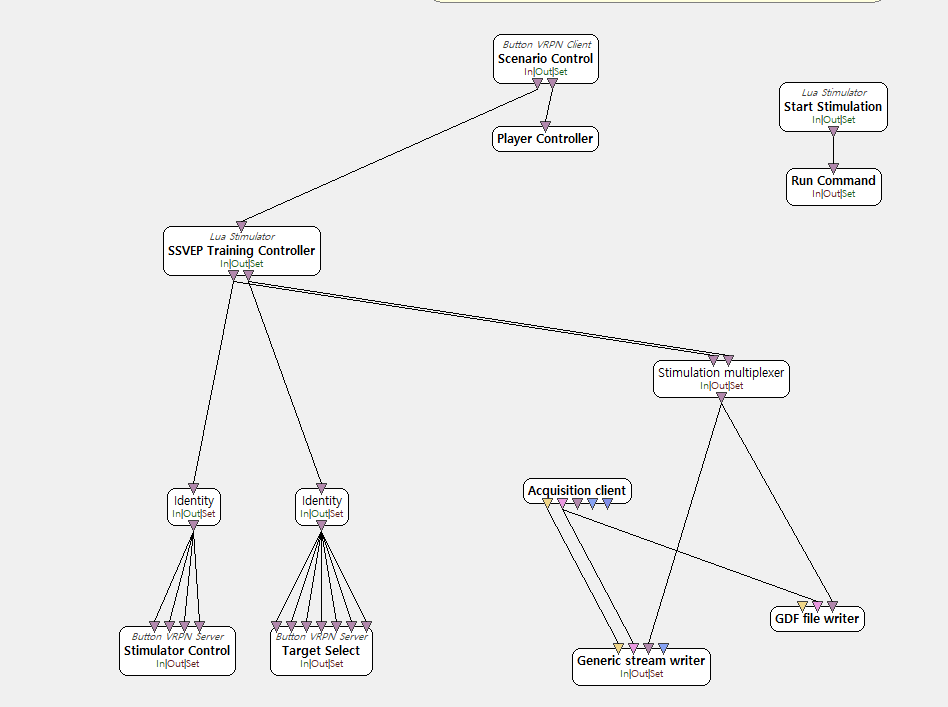 Button VRPN Client
Scenario Control
In|Out|Set
Player Controller
Lua Stimulator
Start Stimulation
In|Out|Set
Run Command
In|Out|Set
Lua Stimulator
SSVEP Training Controller
In|Out|Set
Stimulation multiplexer
In|Out|Set
Identity
In|Out|Set
Identity
In|Out|Set
Acquisition client
Button VRPN Server
Stimulator Control
In|Out|Set
Button VRPN Server
Target Select
In|Out|Set
Generic stream writer
In|Out|Set
GDF file writer